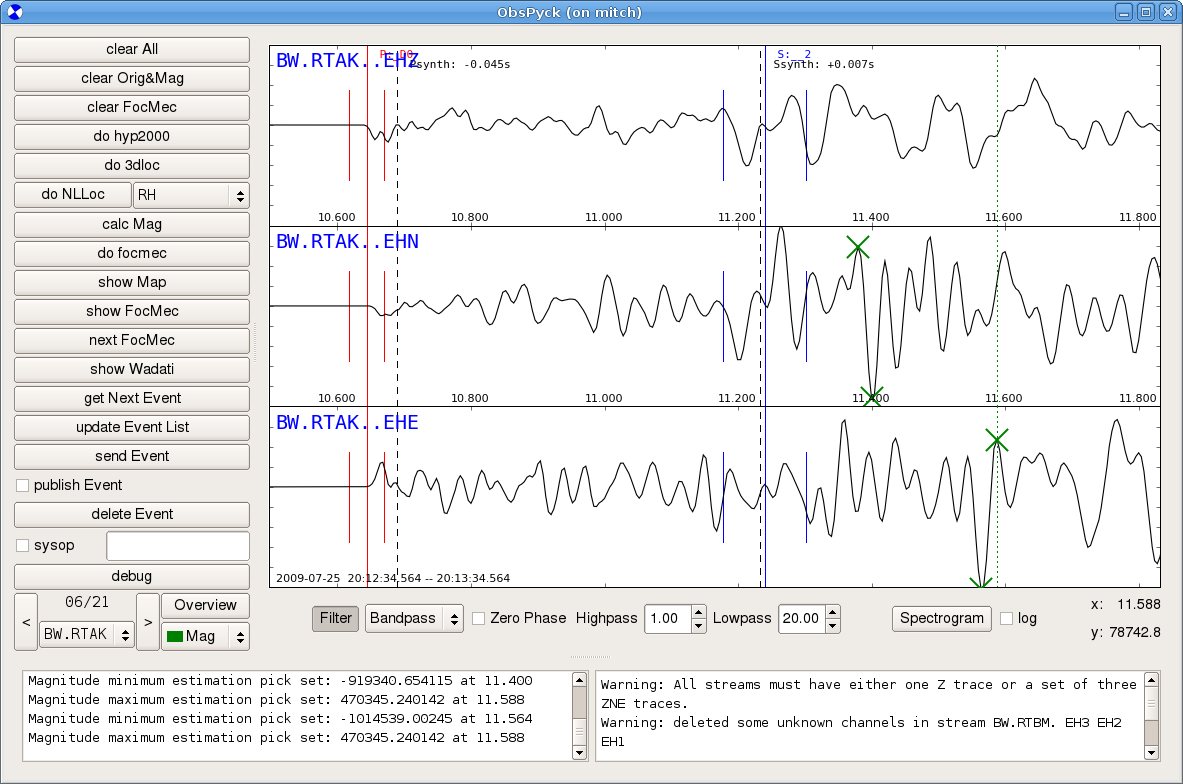 ObsPyck (on mitch)
clear All
clear Orig&Mag
clear FocMec
do hyp2000
do 3dloc
do NLLoc RH
calc Mag
do focmec
show Map
show FocMec
next FocMec
show Wadati
get Next Event
update Event List
send Event
publish Event
delete Event
sysop
debug
06/21
< BW.RTAK > Overview
Mag
BW.RTAK..EHZ
Psynth: -0.045s
S:__2
Ssynth: +0.007s
10.600 10.800 11.000 11.200 11.400 11.600 11.800
BW.RTAK..EHN
10.600 10.800 11.000 11.200 11.400 11.600 11.800
BW.RTAK..EHE
2009-07-25 20:12:34.564 -- 20:13:34.564
Filter Bandpass Zero Phase Highpass 1.00 Lowpass 20.00 Spectrogram log
x: 11.588
y: 78742.8
Magnitude minimum estimation pick set: -919340.654115 at 11.400
Magnitude maximum estimation pick set: 470345.240142 at 11.588
Magnitude minimum estimation pick set: -1014539.00245 at 11.564
Magnitude maximum estimation pick set: 470345.240142 at 11.588
Warning: All streams must have either one Z trace or a set of three
ZNE traces.
Warning: deleted some unknown channels in stream BW.RTBM. EH3 EH2
EH1